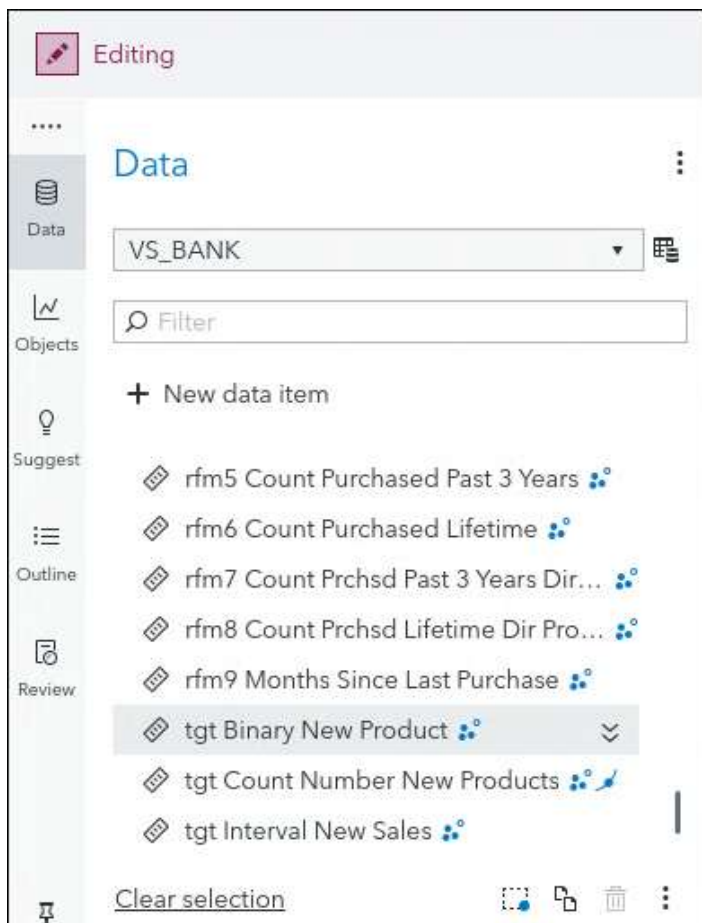 Editing
Data
Data
VS_BANK
Objects
Filter
New data item
Suggest
rfm5 Count Purchased Past 3 Years
rfm6 Count Purchased Lifetime
Outline
rfm7 Count Prchsd Past 3 Years Dir...
rfm8 Count Prchsd Lifetime Dir Pro...
Review
rfm9 Months Since Last Purchase
tgt Binary New Product
tgt Count Number New Products
tgt Interval New Sales
Clear selection